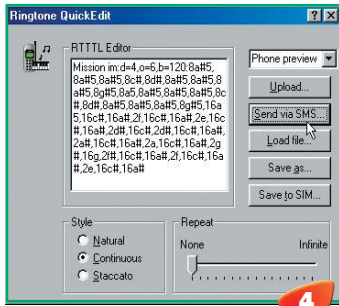 Ringtone QuickEdit
RTTTL Editor
Mission im:d=4,o=6,b=120:8a#5,
8a#5,8a#5,8c#,8d#,8a#5,8a#5,8
a#5,8g#5,8a5,8a#5,8a#5,8a#5,8c
#,8d#,8a#5,8a#5,8a#5,8g#5,16a
5,16c#,16a#,2f,16c#,16a#,2e,16c
#,16a#,2d#,16c#,2d#,16c#,16a#,
2a#,16c#,16a#,2a,16c#,16a#,2g
#,16g,2f#,16c#,16a#,2f,16c#,16a
#,2e,16c#,16a#
Phone preview
Upload...
Send via SMS...
Load file...
Save as...
Save to SIM...
Style
Natural
Continuous
Staccato
Repeat
None
Infinite
4